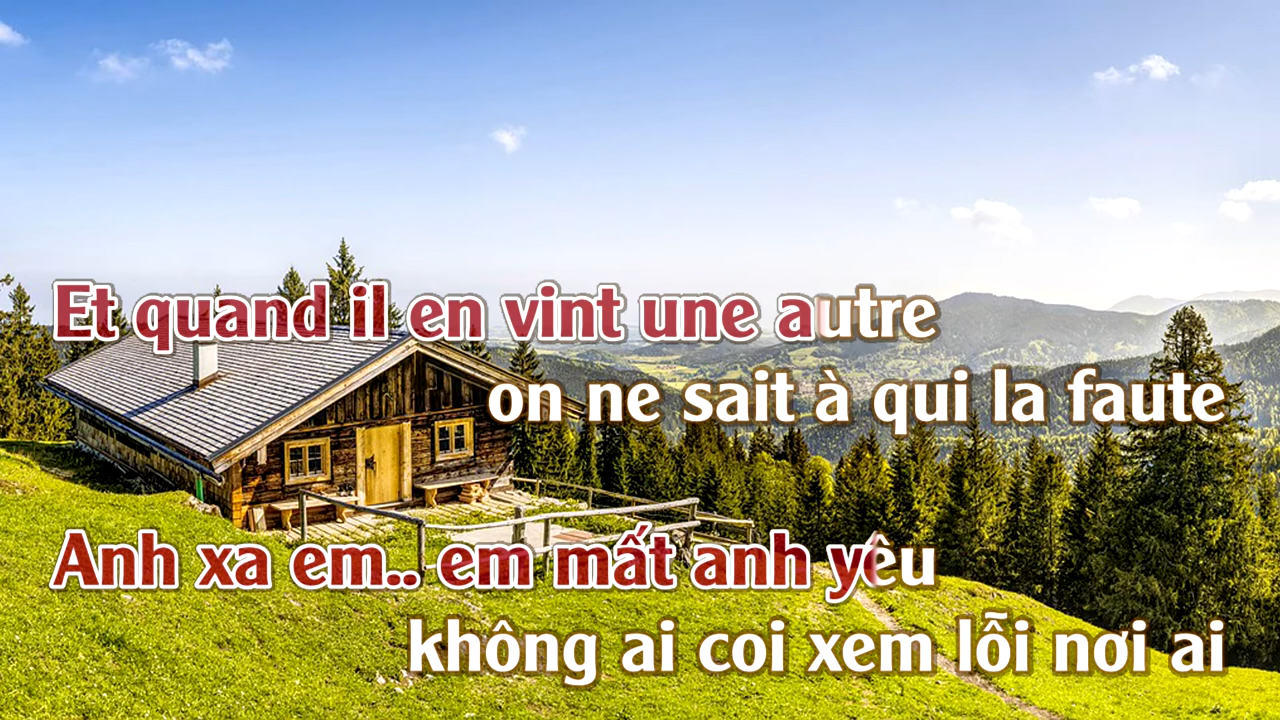 Et quand il en vint une autre
on ne sait à qui la faute
Anh xa em.. em mất anh yêu
không ai coi xem lỗi nơi ai